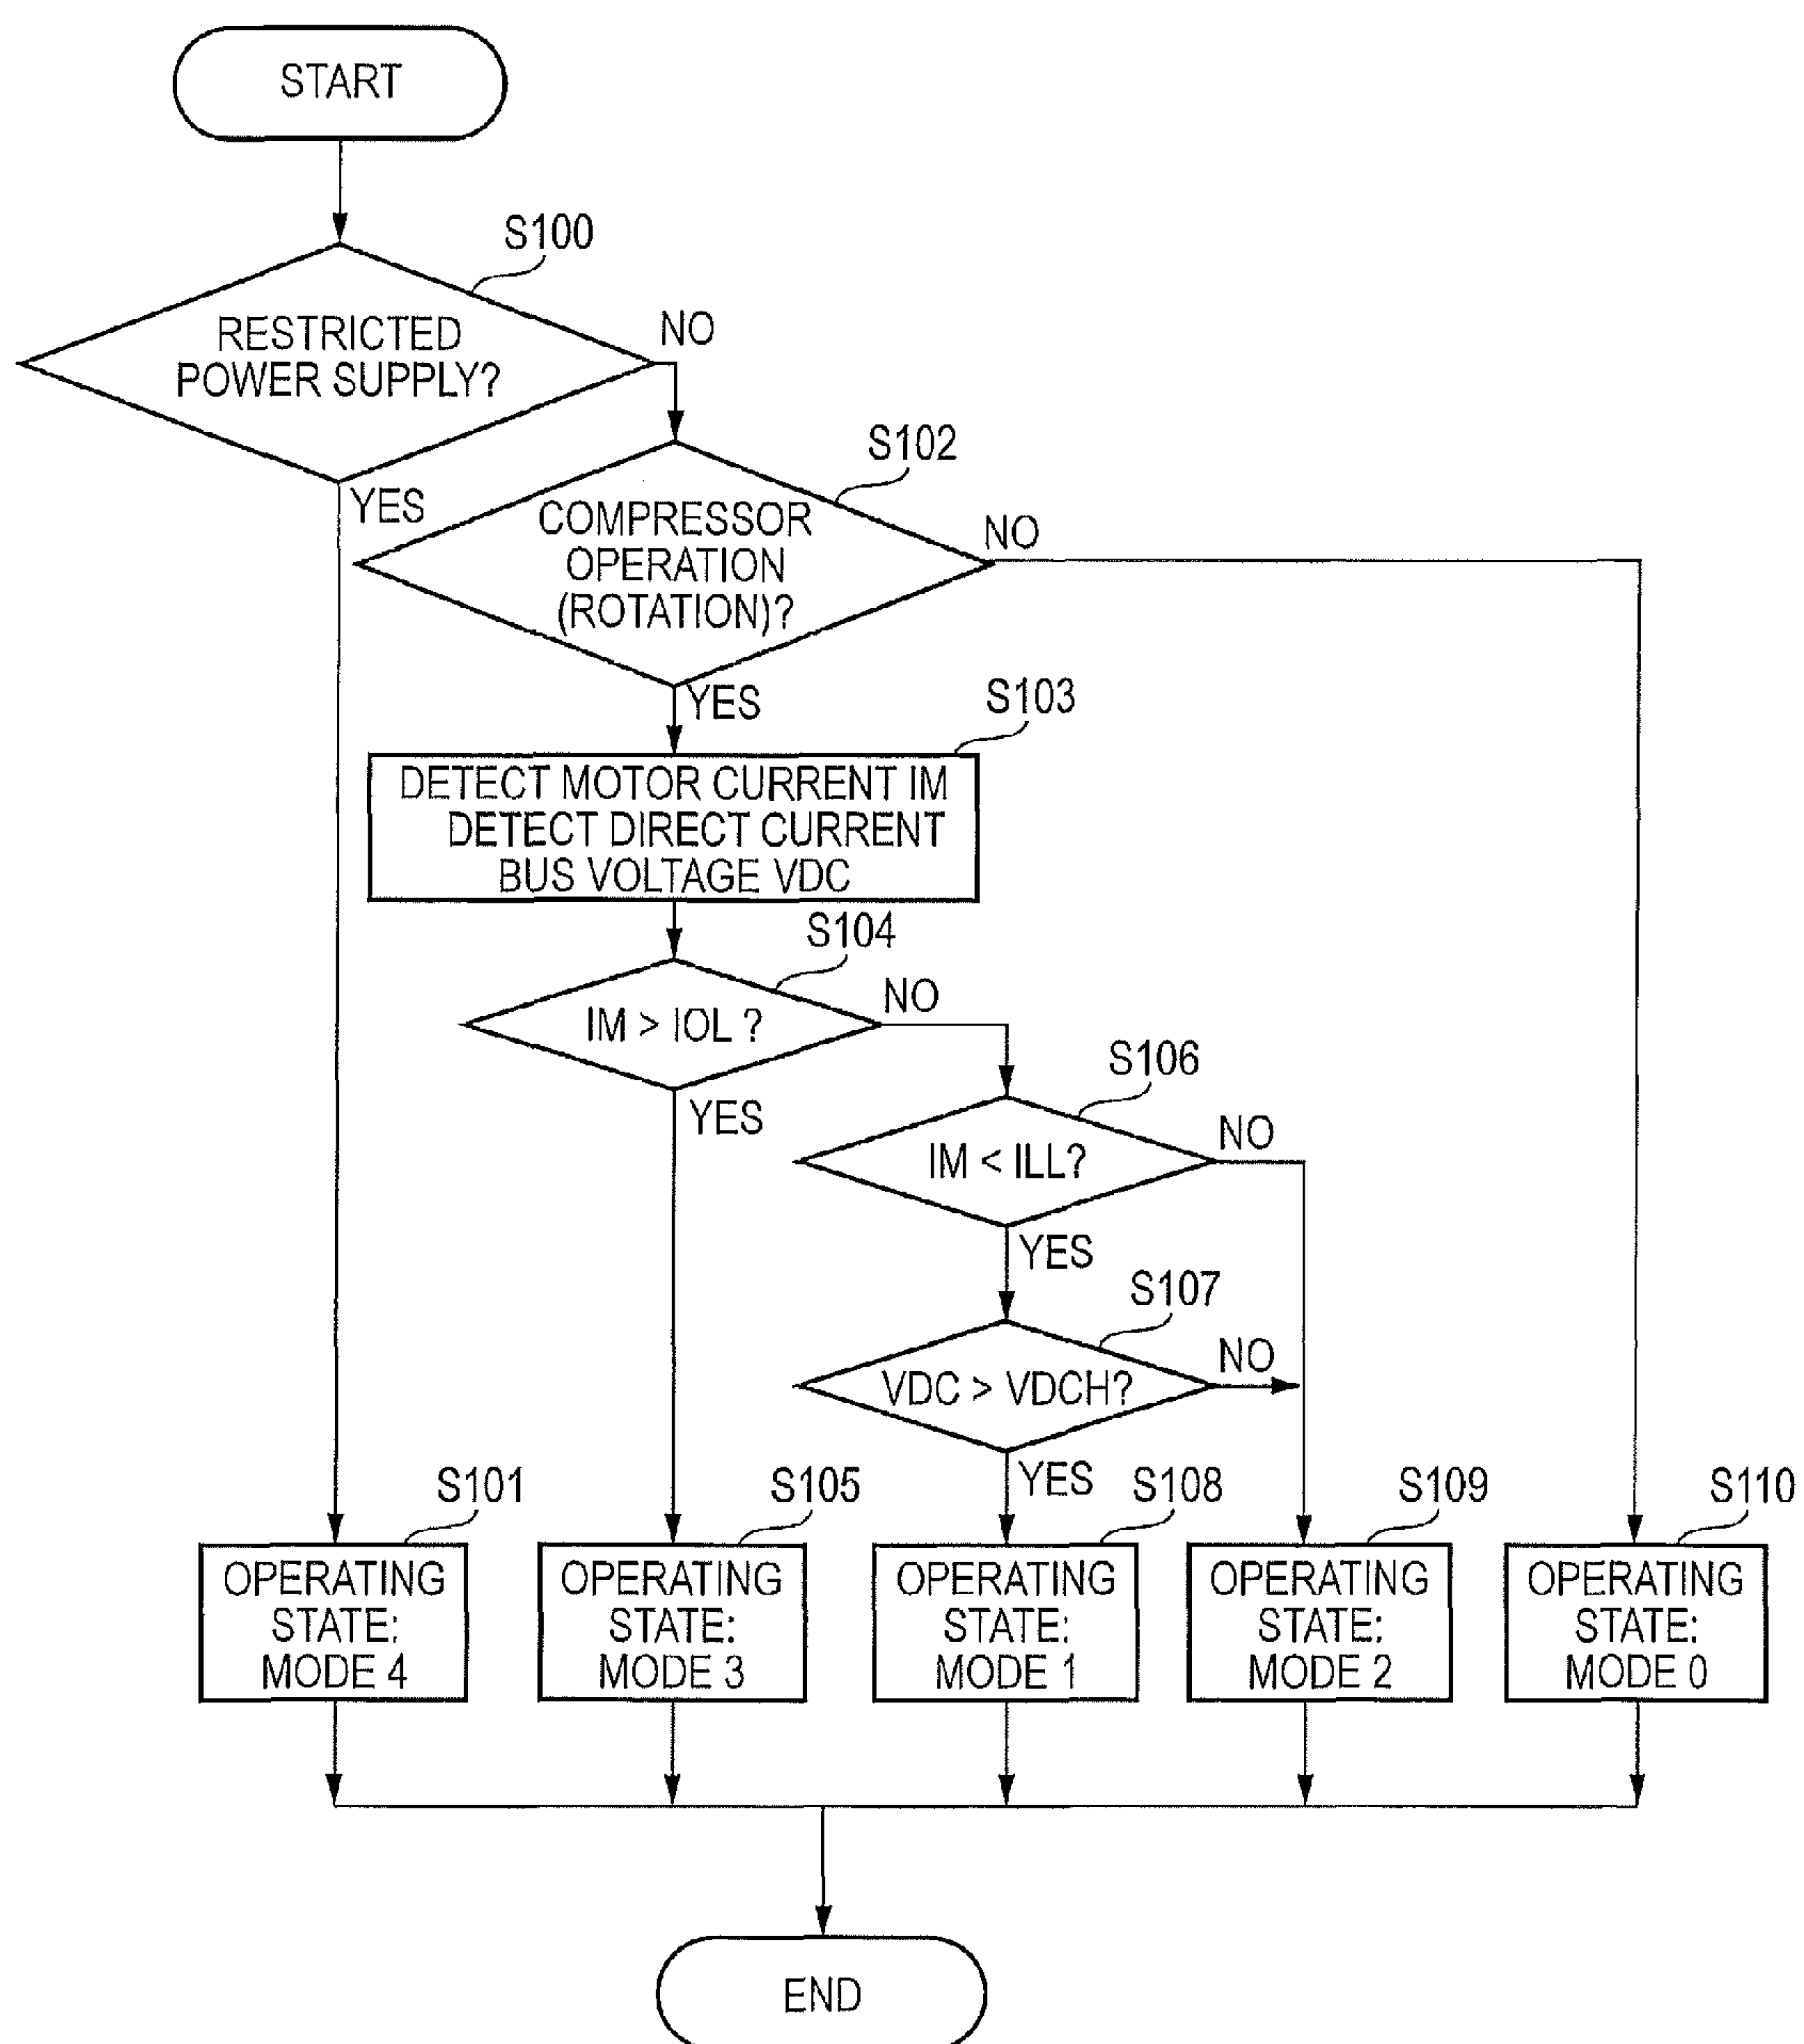 START
S100
RESTRICTED
POWER SUPPLY?
NO
YES
S102
COMPRESSOR
OPERATION
(ROTATION)?
NO
YES
S103
DETECT MOTOR CURRENT IM
DETECT DIRECT CURRENT
BUS VOLTAGE VDC
S104
IM > IOL ?
NO
YES
S106
IM < ILL?
NO
YES
S107
VDC > VDCH?
NO
YES
S101
OPERATING
STATE:
MODE 4
S105
OPERATING
STATE:
MODE 3
S108
OPERATING
STATE:
MODE 1
S109
OPERATING
STATE:
MODE 2
S110
OPERATING
STATE:
MODE 0
END